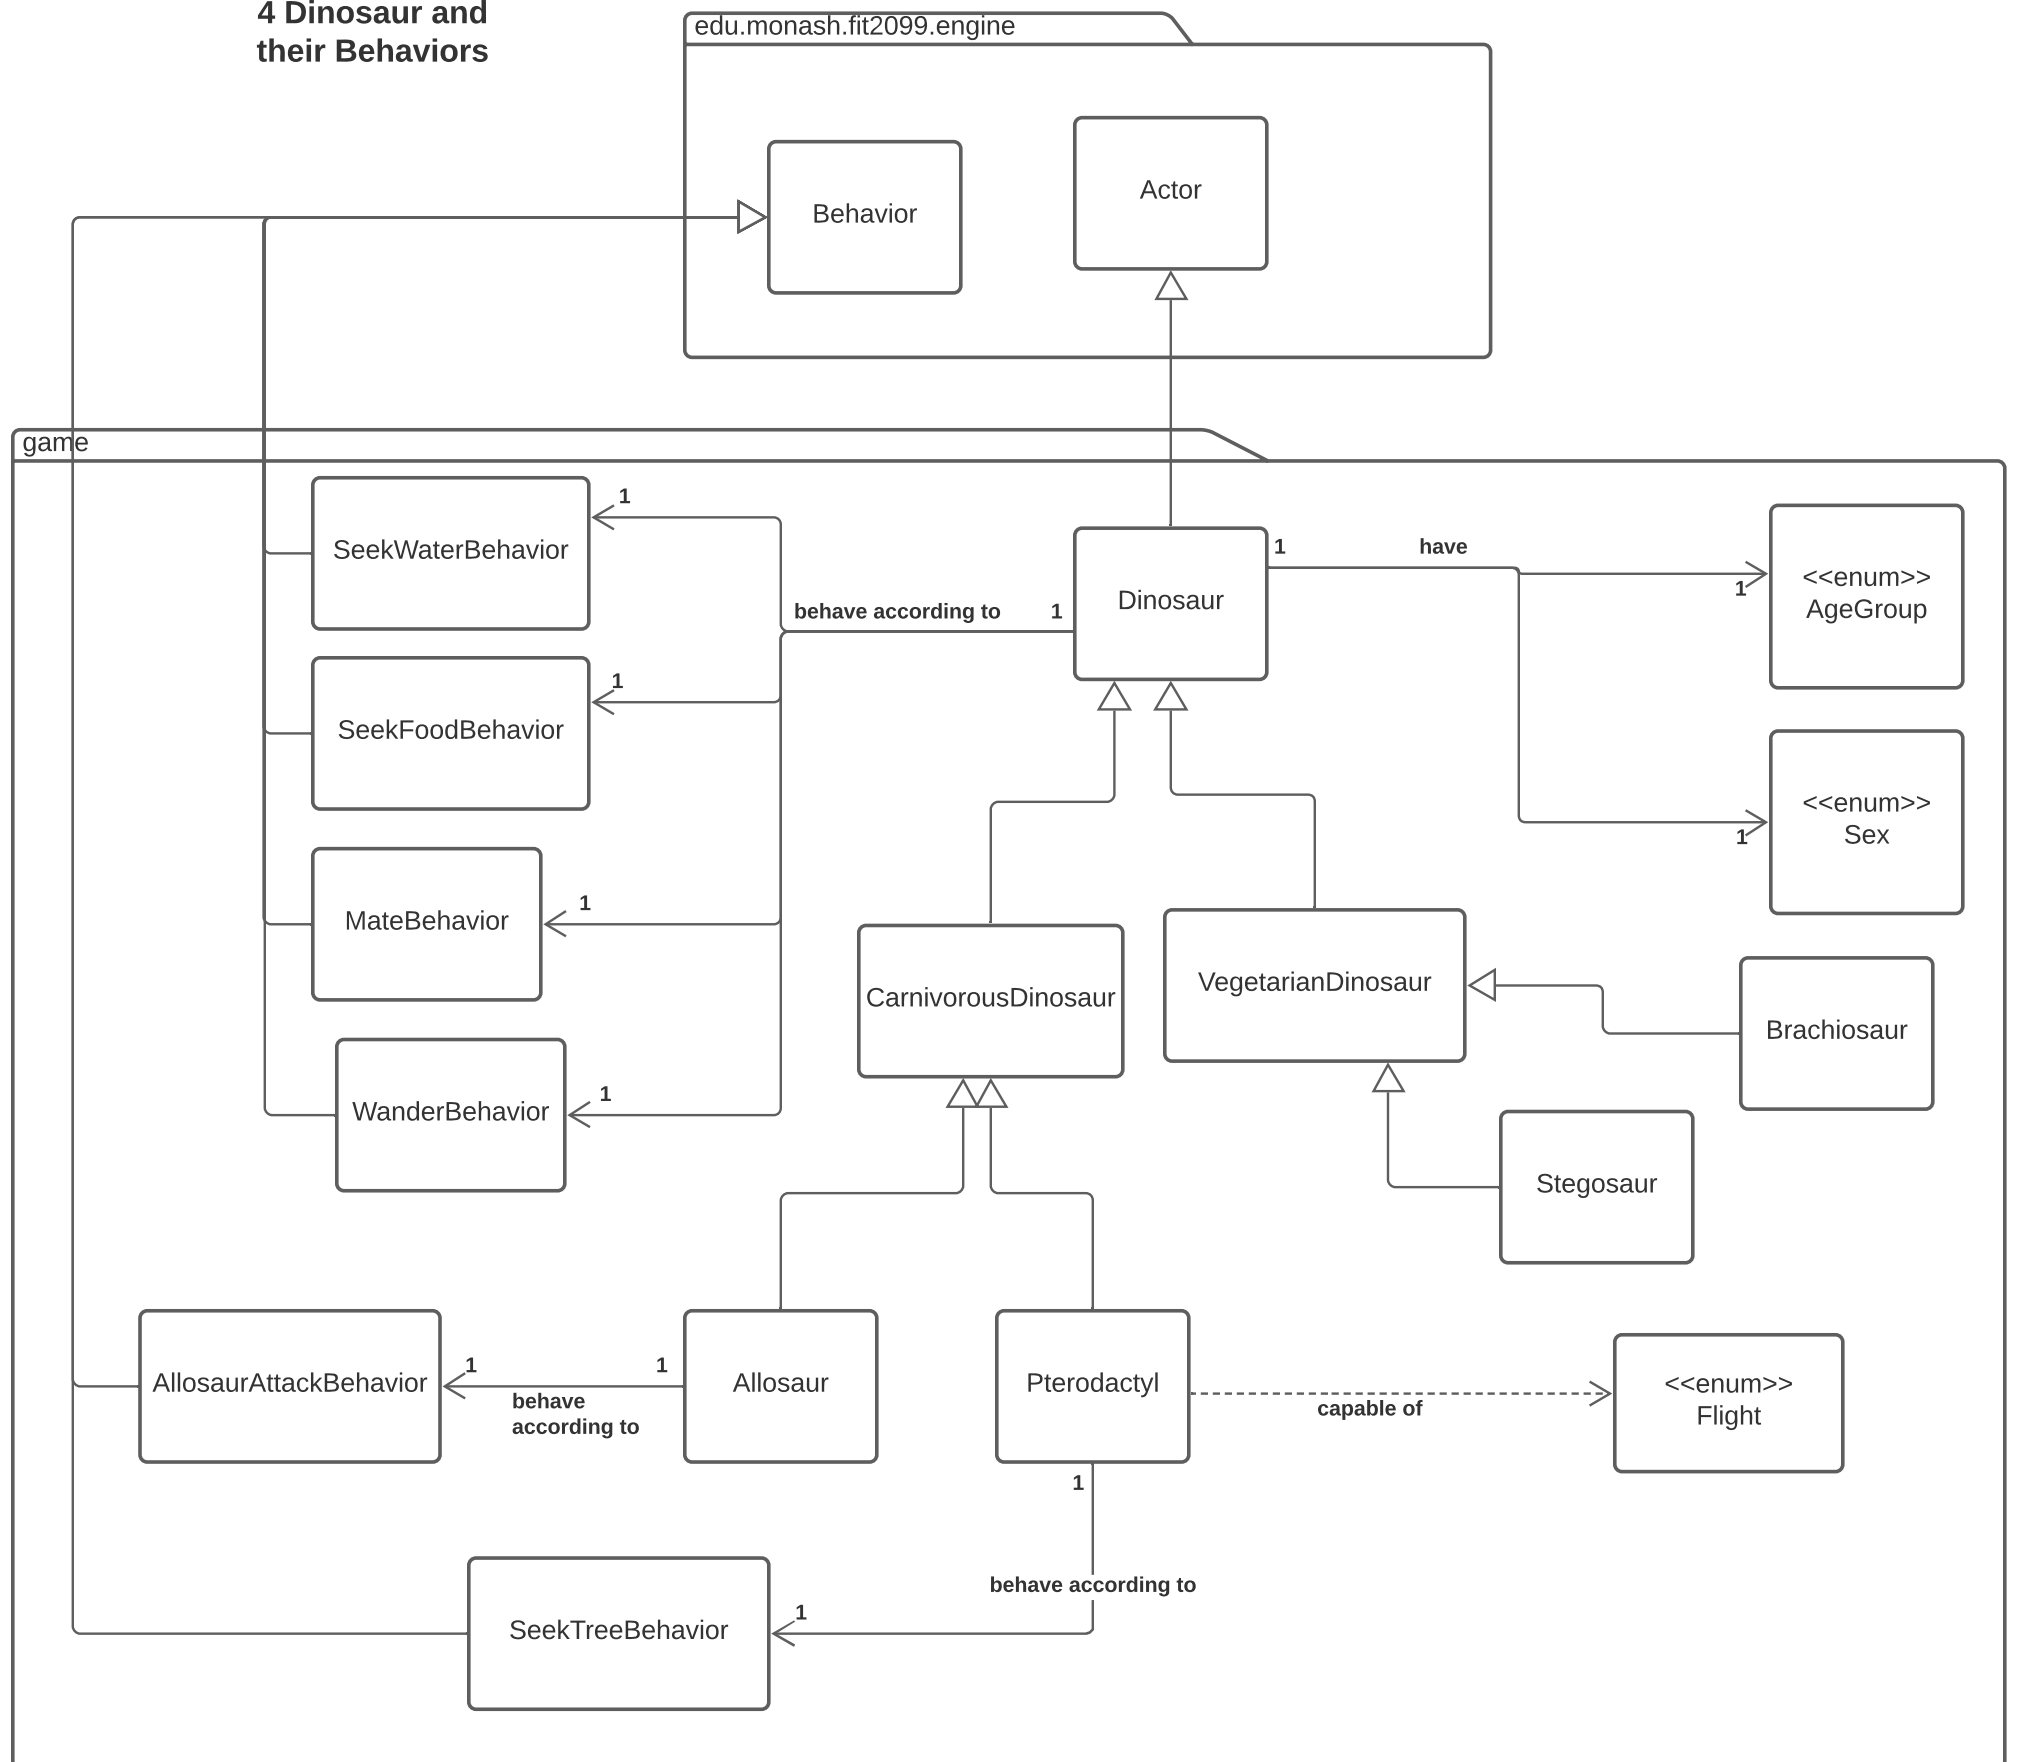 4 Dinosaur and
their Behaviors
edu.monash.fit2099.engine
Actor
Behavior
game
SeekWaterBehavior
1
behave according to
1
Dinosaur
1
have
1
<<enum>>
AgeGroup
SeekFoodBehavior
1
<<enum>>
Sex
1
MateBehavior
1
CarnivorousDinosaur
VegetarianDinosaur
Brachiosaur
WanderBehavior
1
Stegosaur
AllosaurAttackBehavior
1
1
behave
according to
Allosaur
Pterodactyl
capable of
<<enum>>
Flight
1
behave according to
1
SeekTreeBehavior